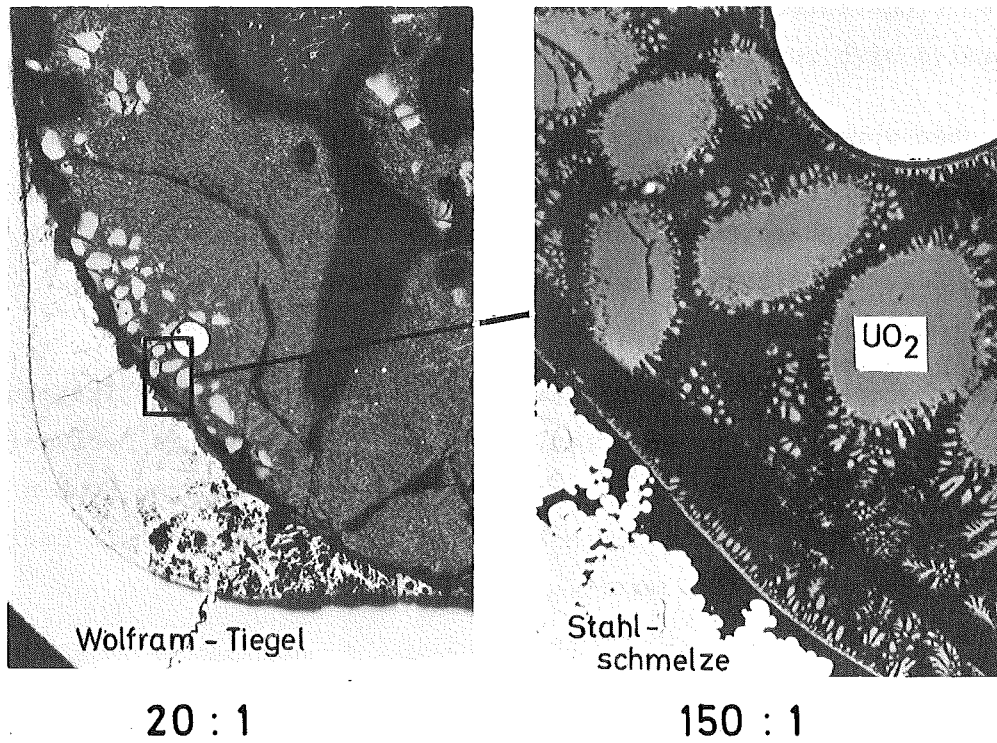 Wolfram - Tiegel
UO2
Stahl-
schmelze
20 : 1
150 : 1